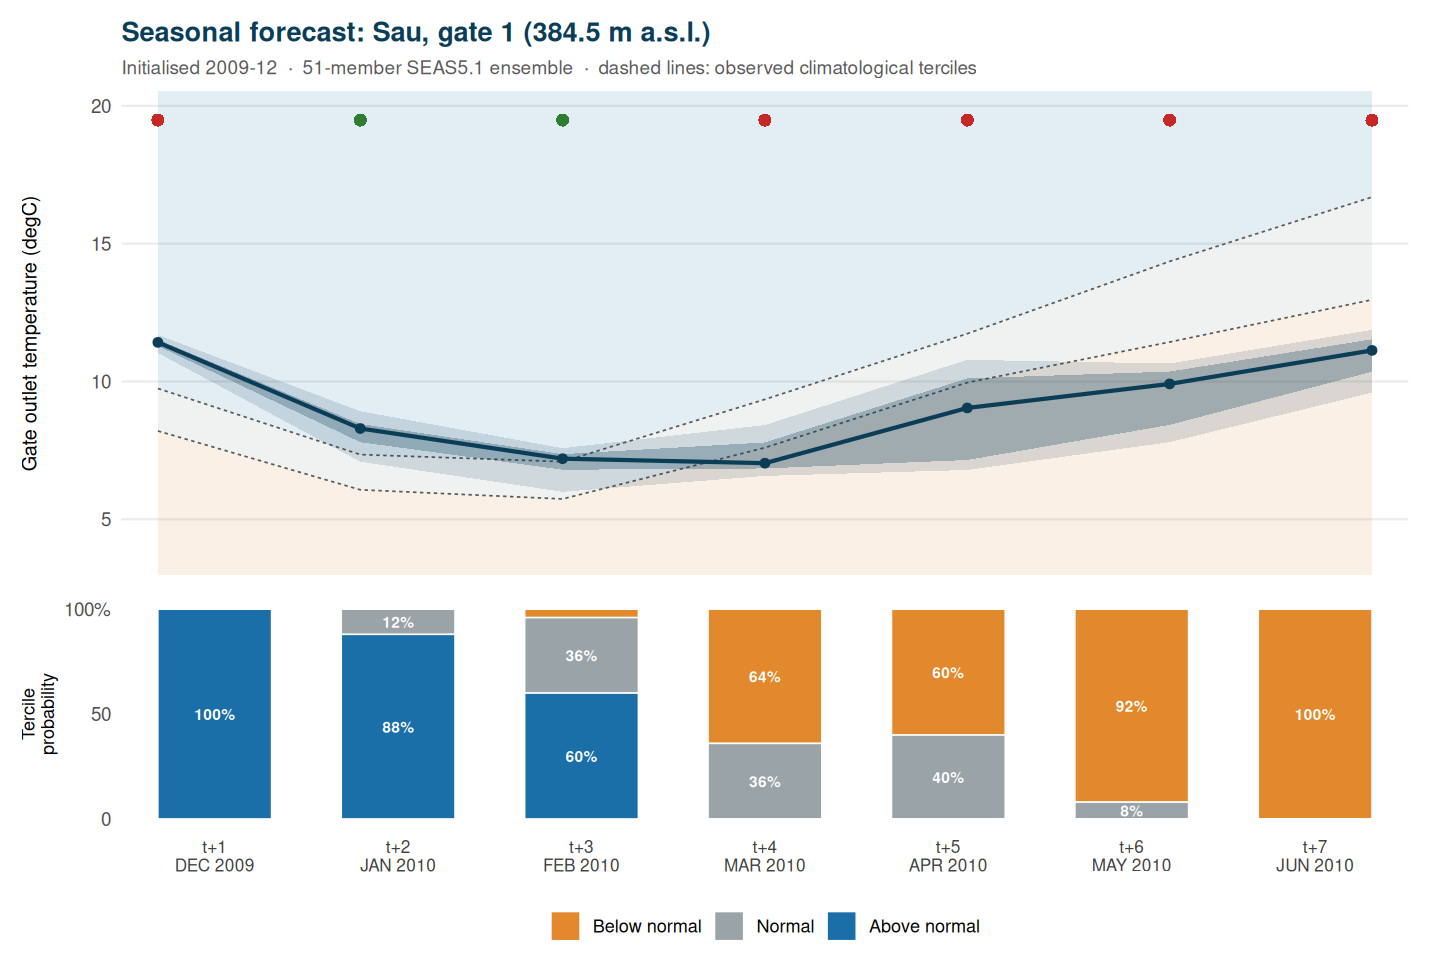 Seasonal forecast: Sau, gate 1 (384.5 m a.s.l.)
Initialised 2009-12 · 51-member SEAS5.1 ensemble · dashed lines: observed climatological terciles
Gate outlet temperature (degC)
20
15
10
5
Tercile
probability
100%
50
0
100%
12%
88%
36%
60%
64%
36%
60%
40%
92%
8%
100%
t+1
DEC 2009
t+2
JAN 2010
t+3
FEB 2010
t+4
MAR 2010
t+5
APR 2010
t+6
MAY 2010
t+7
JUN 2010
Below normal
Normal
Above normal